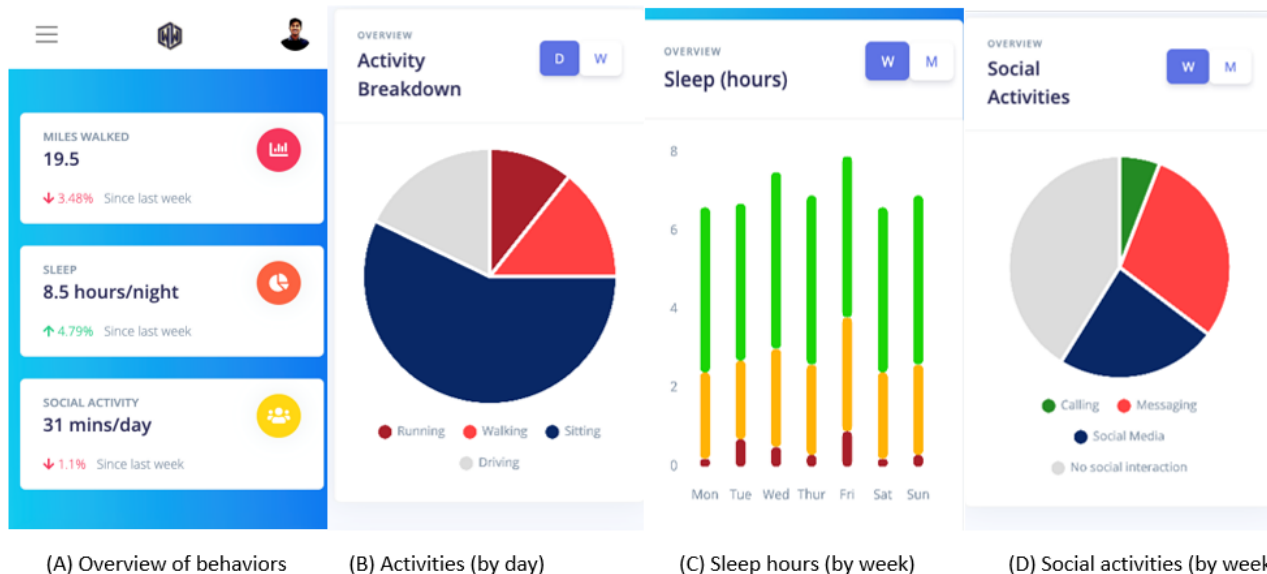 MILES WALKED
19.5
3.48% Since last week
SLEEP
8.5 hours/night
4.79% Since last week
SOCIAL ACTIVITY
31 mins/day
1.1% Since last week
(A) Overview of behaviors
OVERVIEW
Activity
Breakdown
D W
Running Walking Sitting
Driving
(B) Activities (by day)
OVERVIEW
Sleep (hours)
W M
8
6
4
2
0
Mon Tue Wed Thur Fri Sat Sun
(C) Sleep hours (by week)
OVERVIEW
Social
Activities
W M
Calling Messaging
Social Media
No social interaction
(D) Social activities (by week